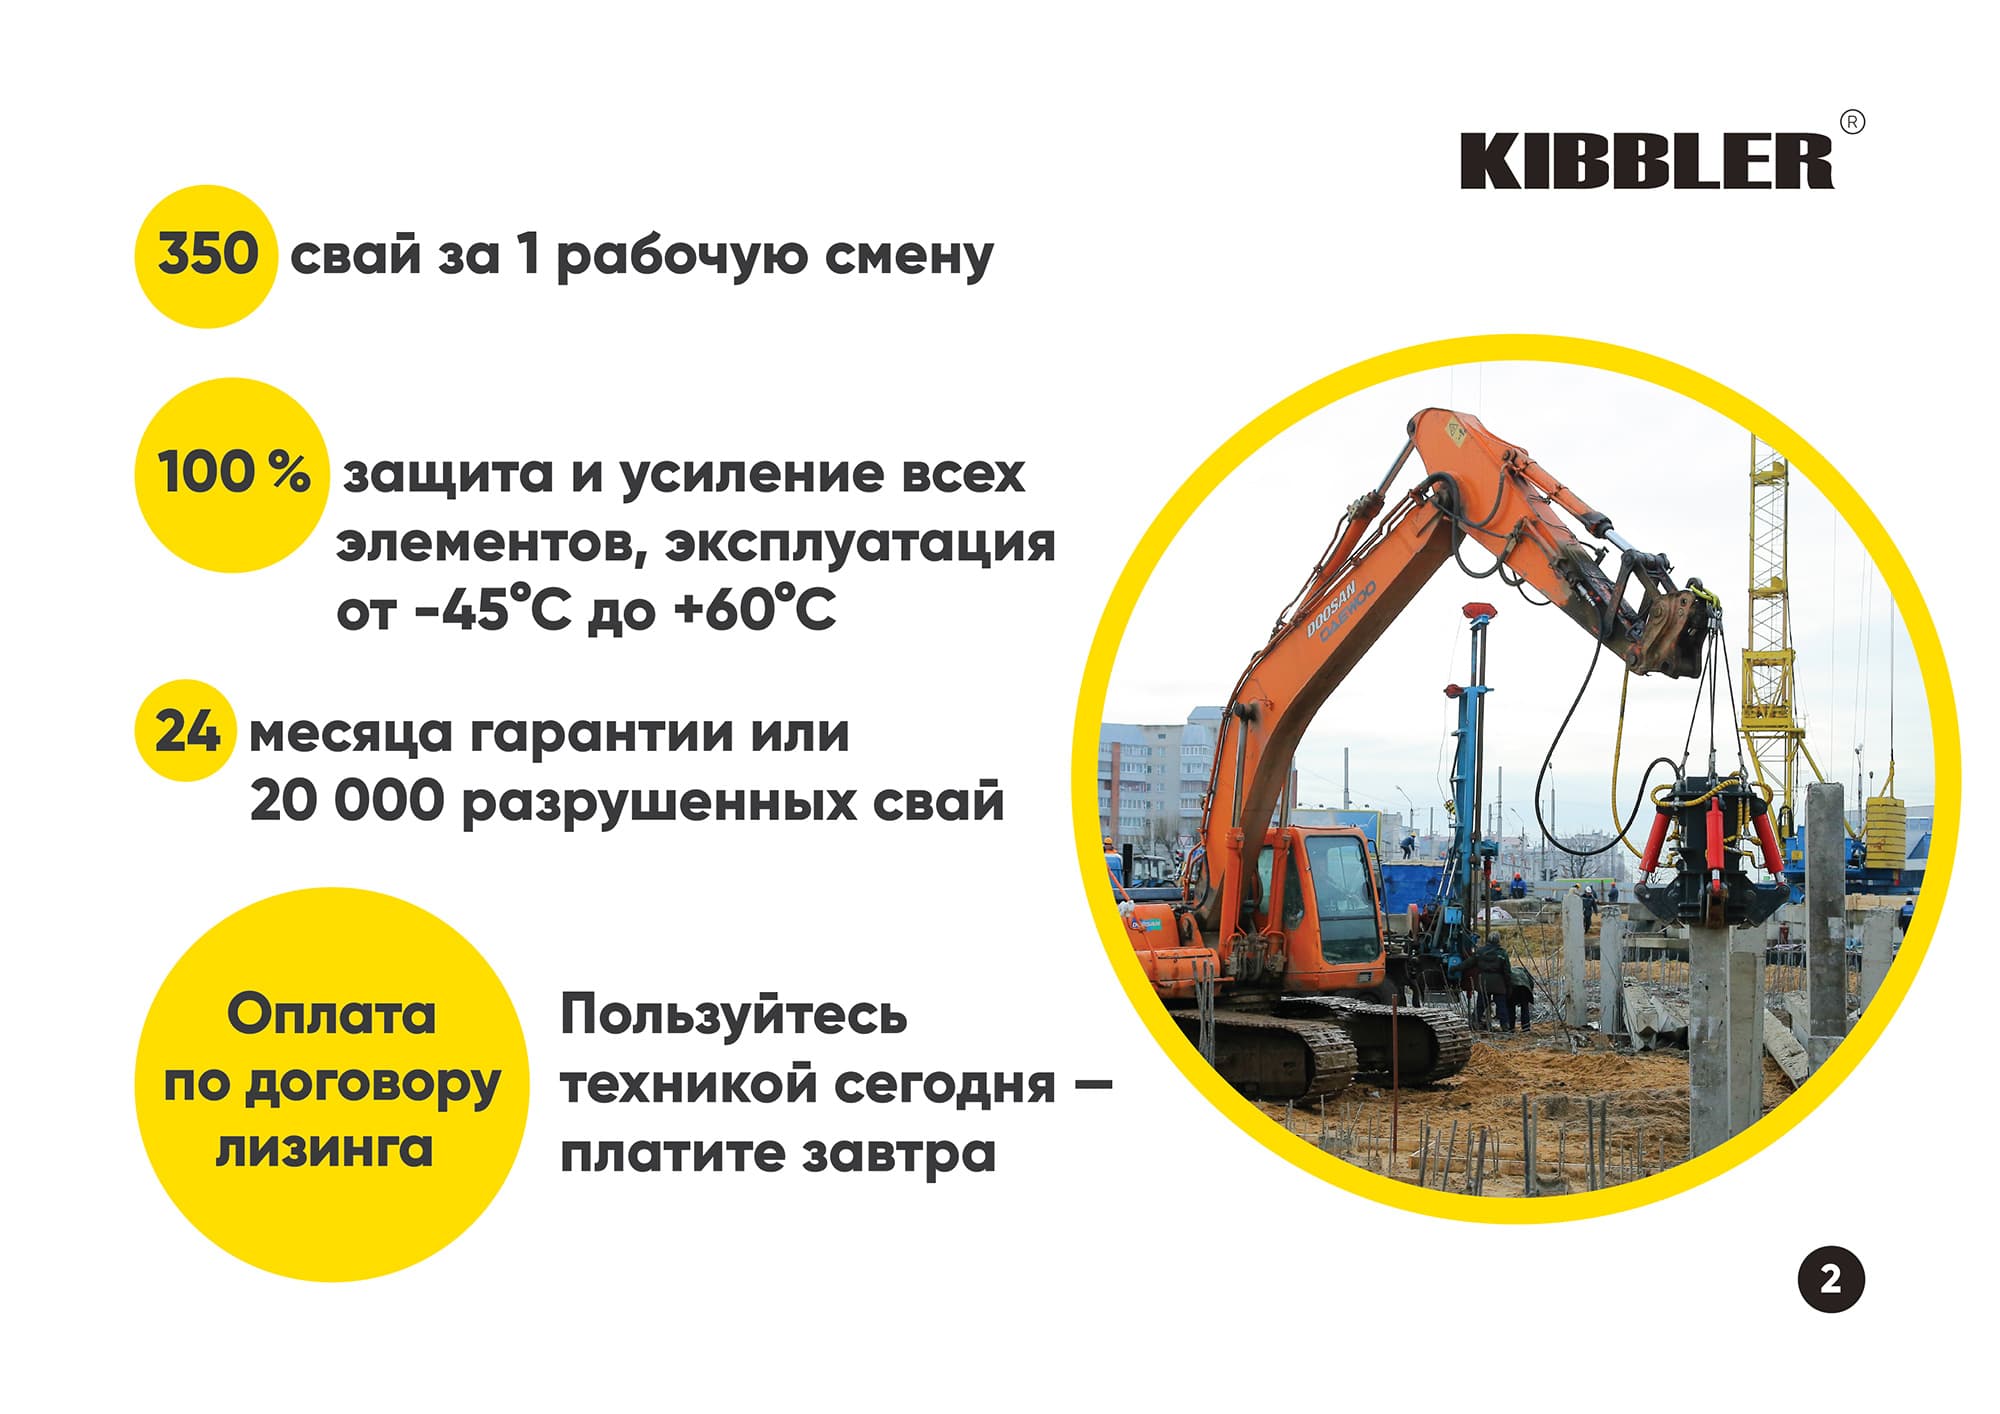 KIBBLER®
350 свай за 1 рабочую смену
100 % защита и усиление всех
элементов, эксплуатация
от -45°C до +60°C
24 месяца гарантии или
20 000 разрушенных свай
Оплата
по договору
лизинга
Пользуйтесь
техникой сегодня —
платите завтра
DOOSAN
DAEWOO
DOOSAN
2